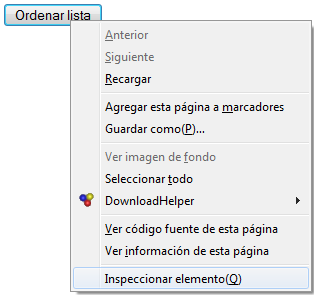 Ordenar lista
Anterior
Siguiente
Recargar
Agregar esta página a marcadores
Guardar como(P)...
Ver imagen de fondo
Seleccionar todo
DownloadHelper
Ver código fuente de esta página
Ver información de esta página
Inspeccionar elemento(Q)